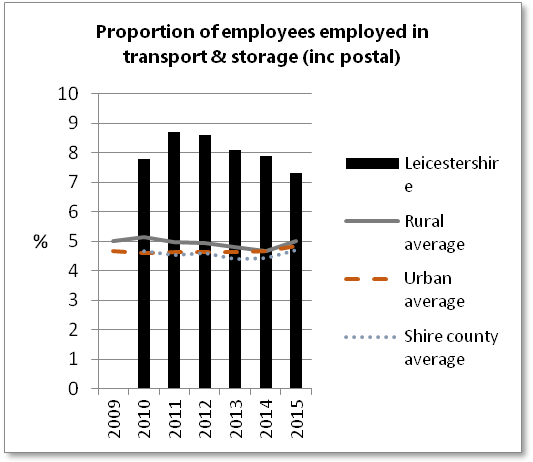 Proportion of employees employed in
transport & storage (inc postal)
10
9
8
7
6
5
4
3
2
1
0
%
2009
2010
2011
2012
2013
2014
2015
Leicestershir
e
Rural
average
Urban
average
Shire county
average